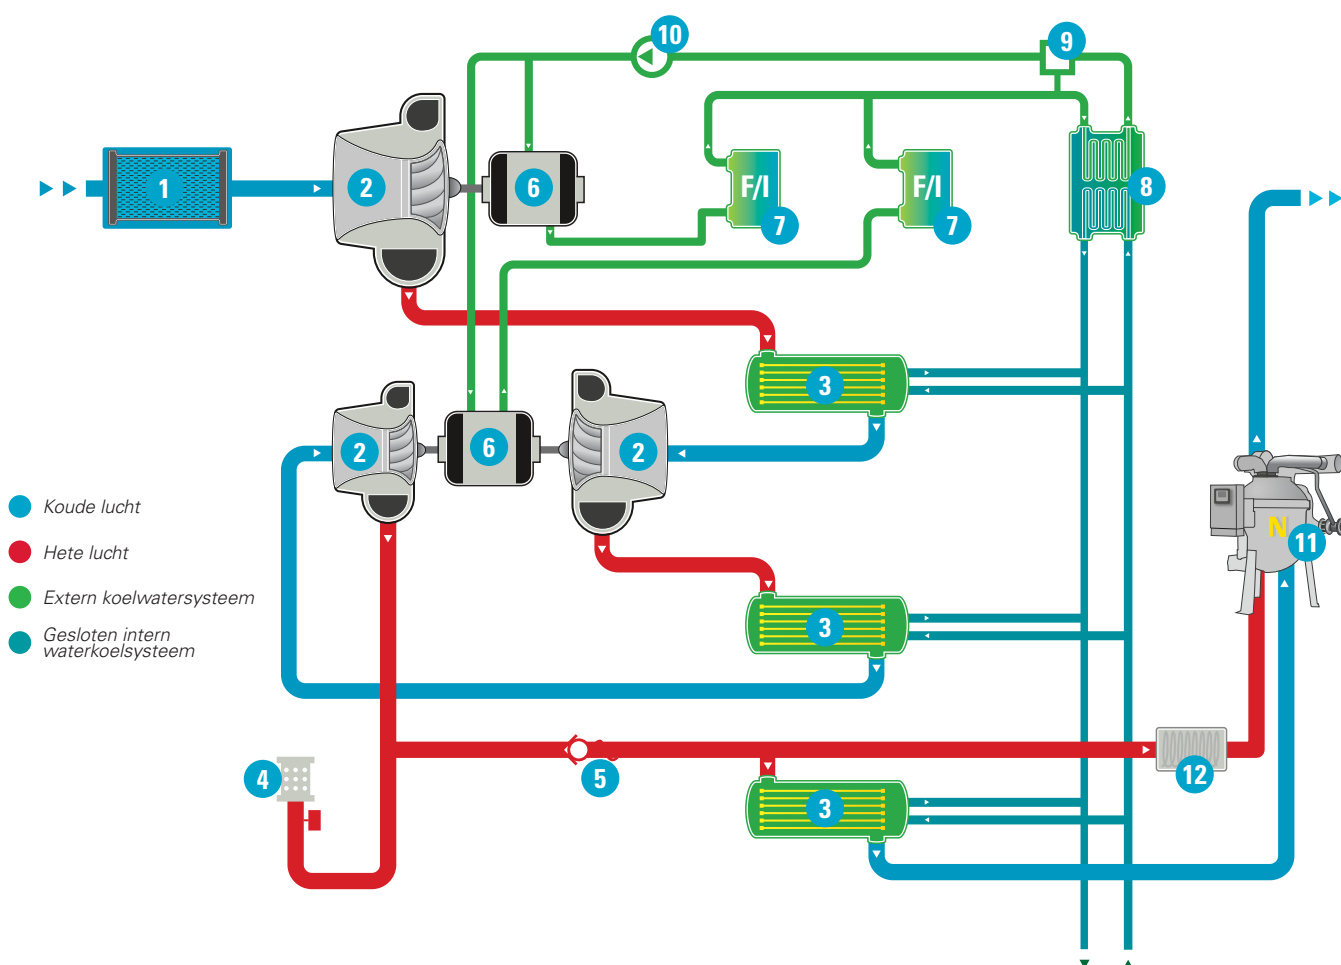 10
9
1
2
6
F/I
7
F/I
7
8
3
2
6
2
Koude lucht
Hete lucht
Extern koelwatersysteem
Gesloten intern
waterkoelsysteem
N
11
3
4
5
12
3